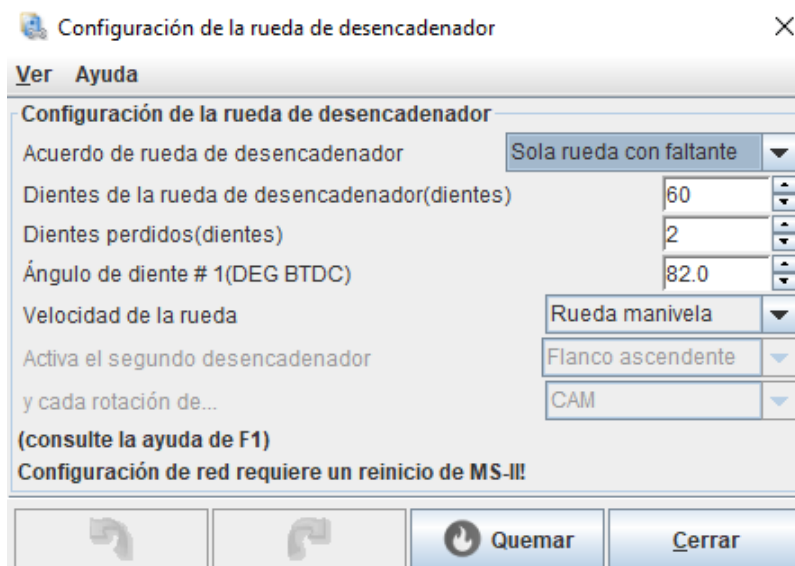 Configuración de la rueda de desencadenador
Ver Ayuda
Configuración de la rueda de desencadenador
Acuerdo de rueda de desencadenador Sola rueda con faltante
Dientes de la rueda de desencadenador(dientes) 60
Dientes perdidos(dientes) 2
Ángulo de diente # 1(DEG BTDC) 82.0
Velocidad de la rueda Rueda manivela
Activa el segundo desencadenador Flanco ascendente
y cada rotación de... CAM
(consulte la ayuda de F1)
Configuración de red requiere un reinicio de MS-II!
Quemar Cerrar